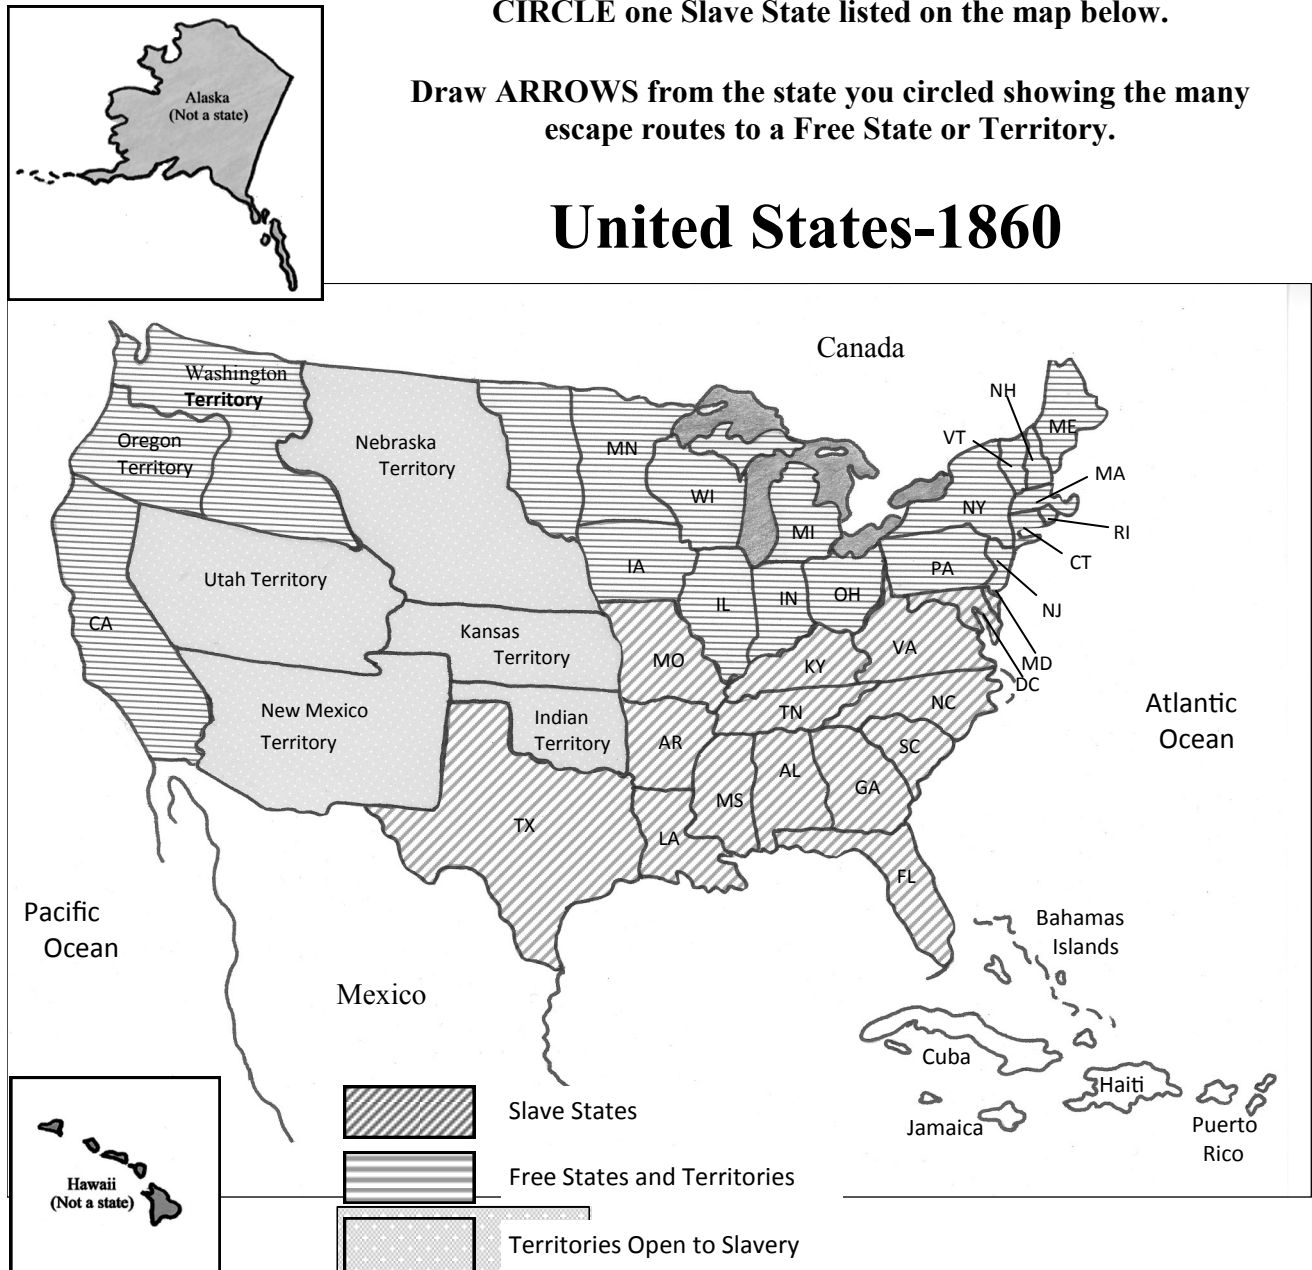 CIRCLE one Slave State listed on the map below.
Draw ARROWS from the state you circled showing the many
escape routes to a Free State or Territory.
United States-1860
Alaska
(Not a state)
Canada
Washington
Territory
Oregon
Territory
Nebraska
Territory
MN
WI
MI
NH
VT
ME
MA
NY
RI
CT
NJ
PA
MD
DC
IA
IL
IN
OH
Utah Territory
CA
Kansas
Territory
MO
KY
VA
New Mexico
Territory
Indian
Territory
AR
TN
NC
SC
TX
LA
MS
AL
GA
FL
Atlantic
Ocean
Pacific
Ocean
Mexico
Bahamas
Islands
Cuba
Haiti
Jamaica
Puerto
Rico
Hawaii
(Not a state)
Slave States
Free States and Territories
Territories Open to Slavery